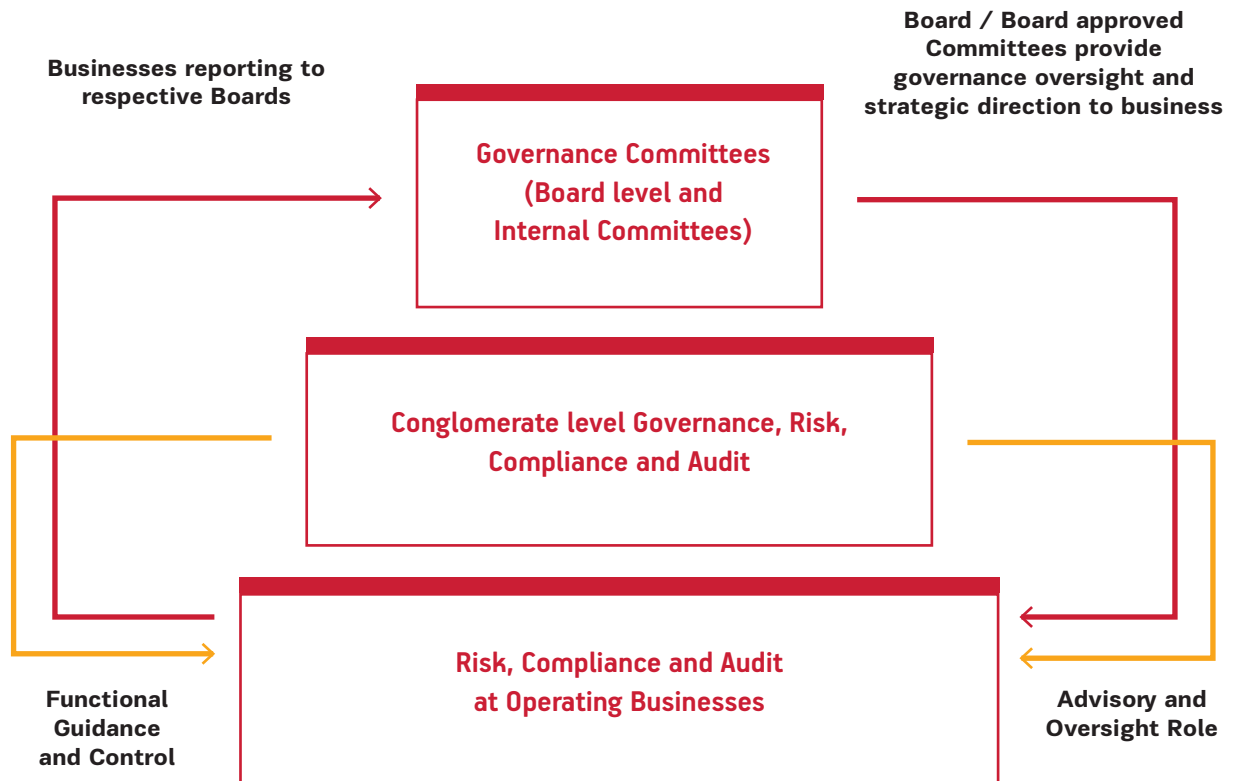 Businesses reporting to
respective Boards
Board / Board approved
Committees provide
governance oversight and
strategic direction to business
Governance Committees
(Board level and
Internal Committees)
Conglomerate level Governance, Risk,
Compliance and Audit
Risk, Compliance and Audit
at Operating Businesses
Functional
Guidance
and Control
Advisory and
Oversight Role